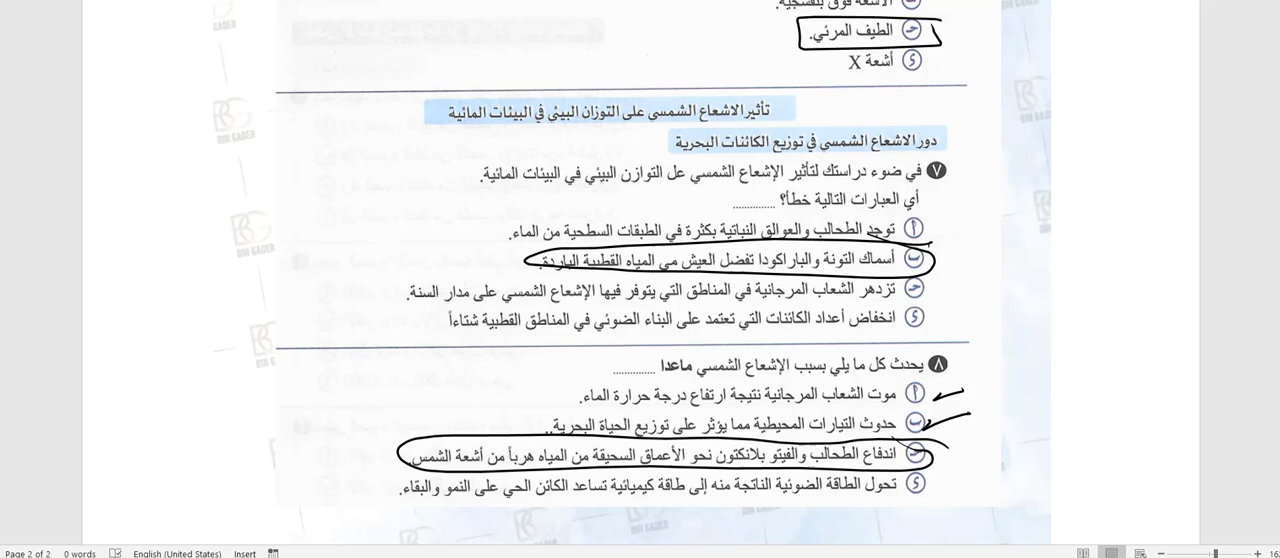 ب الأشعة فوق بنفسجية.
ج الطيف المرئي.
د أشعة X
تأثير الاشعاع الشمسي على التوزان البيئي في البيئات المائية
دور الاشعاع الشمسي في توزيع الكائنات البحرية
٧ في ضوء دراستك لتأثير الإشعاع الشمسي عل التوازن البيئي في البيئات المائية.
أي العبارات التالية خطأ؟ ..............
أ توجد الطحالب والعوالق النباتية بكثرة في الطبقات السطحية من الماء.
ب أسماك التونة والباراكودا تفضل العيش في المياه القطبية الباردة.
ج تزدهر الشعاب المرجانية في المناطق التي يتوفر فيها الإشعاع الشمسي على مدار السنة.
د انخفاض أعداد الكائنات التي تعتمد على البناء الضوئي في المناطق القطبية شتاءاً
٨ يحدث كل ما يلي بسبب الإشعاع الشمسي ماعدا ..............
أ موت الشعاب المرجانية نتيجة ارتفاع درجة حرارة الماء.
ب حدوث التيارات المحيطية مما يؤثر على توزيع الحياة البحرية..
ج اندفاع الطحالب والفيتو بلانكتون نحو الأعماق السحيقة من المياه هرباً من أشعة الشمس.
د تحول الطاقة الضوئية الناتجة منه إلى طاقة كيميائية تساعد الكائن الحي على النمو والبقاء.
Page 2 of 2 0 words English (United States) Insert